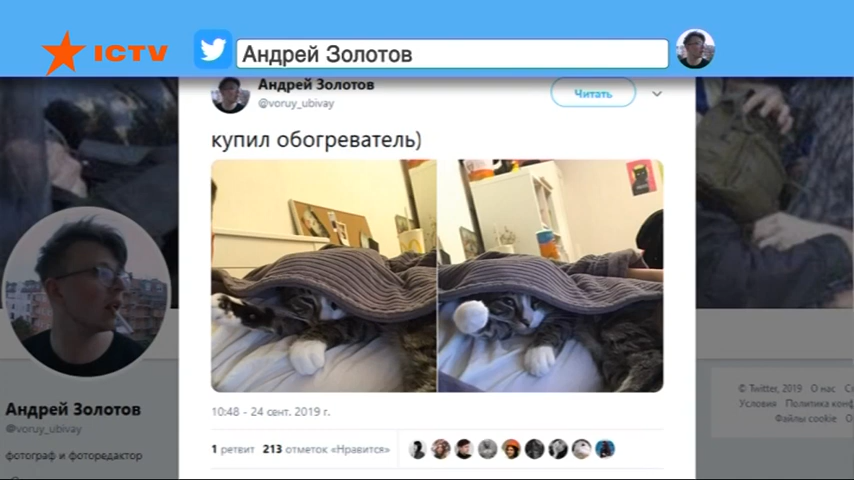 ICTV
Андрей Золотов
Андрей Золотов
@voruy_ubivay
Читать
купил обогреватель)
10:48 - 24 сент. 2019 г.
1 ретвит 213 отметок «Нравится»
Андрей Золотов
@voruy_ubivay
фотограф и фоторедактор
© Twitter, 2019 О нас
Условия Политика
Файлы cookie